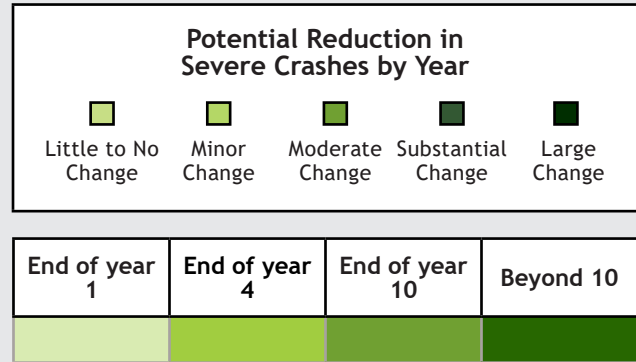 Potential Reduction in
Severe Crashes by Year
Little to No
Change
Minor
Change
Moderate
Change
Substantial
Change
Large
Change
End of year
1
End of year
4
End of year
10
Beyond 10